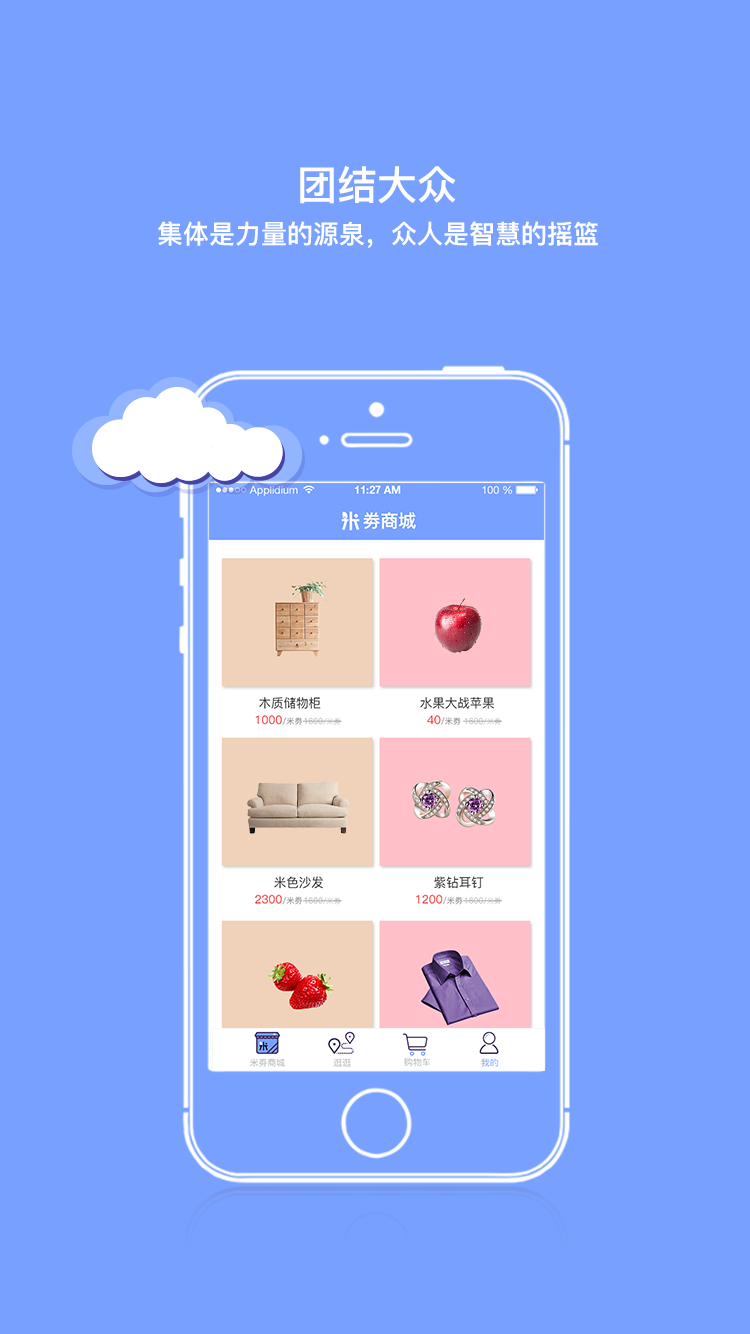 团结大众
集体是力量的源泉，众人是智慧的摇篮
Applidium 11:27 AM 100 %
米券商城
木质储物柜 水果大战苹果
1000/米券 1600/米券 40/米券 1600/米券
米色沙发 紫钻耳钉
2300/米券 1600/米券 1200/米券 1600/米券
米券商城 逛逛 购物车 我的